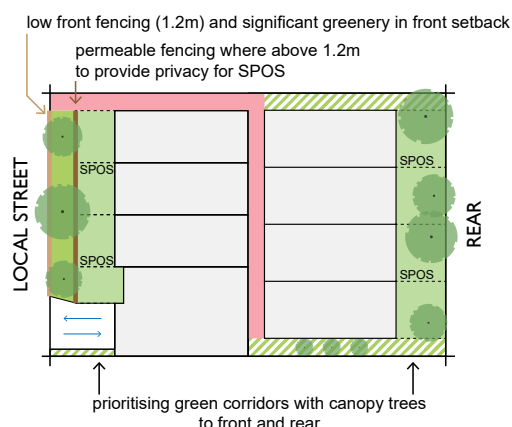 low front fencing (1.2m) and significant greenery in front setback
permeable fencing where above 1.2m
to provide privacy for SPOS
LOCAL STREET
SPOS
SPOS
SPOS
SPOS
REAR
prioritising green corridors with canopy trees
to front and rear